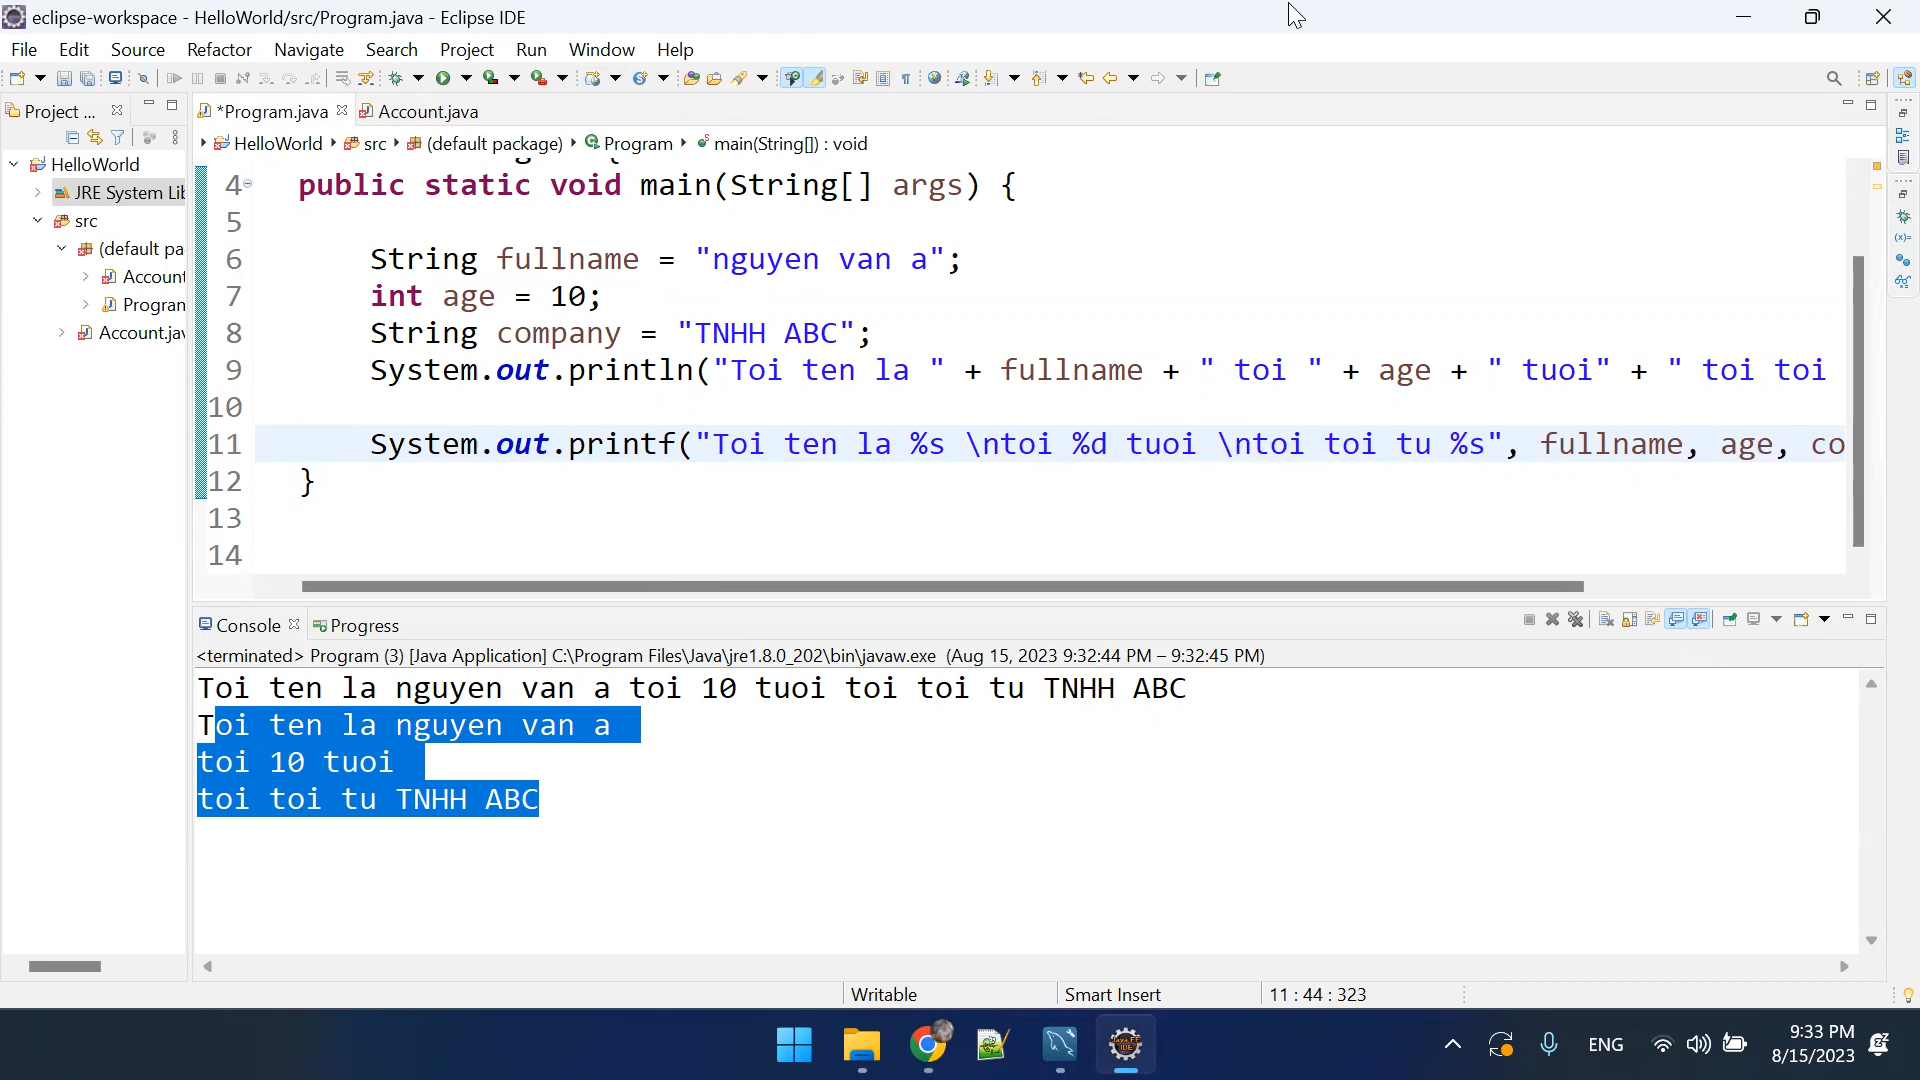 eclipse-workspace - HelloWorld/src/Program.java - Eclipse IDE
File Edit Source Refactor Navigate Search Project Run Window Help
Project ...
*Program.java
Account.java
HelloWorld
src
(default package)
Program
main(String[]) : void
HelloWorld
JRE System Lib
src
(default pa
Account
Program
Account.jav
4 public static void main(String[] args) {
5
6 String fullname = "nguyen van a";
7 int age = 10;
8 String company = "TNHH ABC";
9 System.out.println("Toi ten la " + fullname + " toi " + age + " tuoi" + " toi toi
10
11 System.out.printf("Toi ten la %s \ntoi %d tuoi \ntoi toi tu %s", fullname, age, co
12 }
13
14
Console
Progress
<terminated> Program (3) [Java Application] C:\Program Files\Java\jre1.8.0_202\bin\javaw.exe (Aug 15, 2023 9:32:44 PM – 9:32:45 PM)
Toi ten la nguyen van a toi 10 tuoi toi toi tu TNHH ABC
Toi ten la nguyen van a
toi 10 tuoi
toi toi tu TNHH ABC
Writable
Smart Insert
11 : 44 : 323
ENG
9:33 PM
8/15/2023